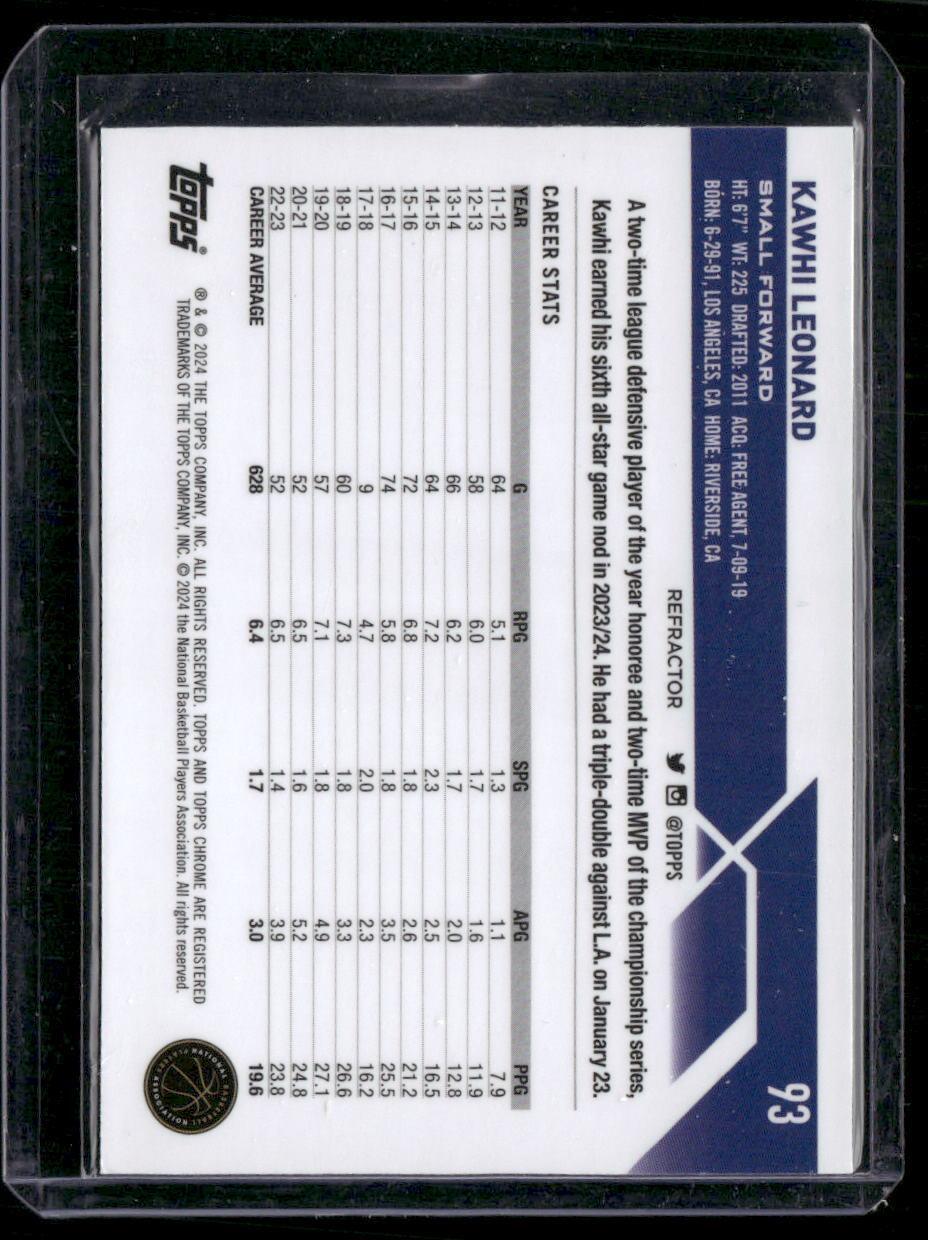 KAWHI LEONARD
93
SMALL FORWARD
HT: 6'7" WT: 225 DRAFTED: 2011 ACQ: FREE AGENT, 7-09-19
BORN: 6-29-91, LOS ANGELES, CA HOME: RIVERSIDE, CA
REFRACTOR @TOPPS
A two-time league defensive player of the year honoree and two-time MVP of the championship series,
Kawhi earned his sixth all-star game nod in 2023/24. He had a triple-double against L.A. on January 23.
CAREER STATS
YEAR G RPG SPG APG PPG
11-12 64 5.1 1.3 1.1 7.9
12-13 58 6.0 1.7 1.6 11.9
13-14 66 6.2 1.7 2.0 12.8
14-15 64 7.2 2.3 2.5 16.5
15-16 72 6.8 1.8 2.6 21.2
16-17 74 5.8 1.8 3.5 25.5
17-18 9 4.7 2.0 2.3 16.2
18-19 60 7.3 1.8 3.3 26.6
19-20 57 7.1 1.8 4.9 27.1
20-21 52 6.5 1.6 5.2 24.8
22-23 52 6.5 1.4 3.9 23.8
CAREER AVERAGE 628 6.4 1.7 3.0 19.6
topps®
® & © 2024 THE TOPPS COMPANY, INC. ALL RIGHTS RESERVED. TOPPS AND TOPPS CHROME ARE REGISTERED
TRADEMARKS OF THE TOPPS COMPANY, INC. © 2024 the National Basketball Players Association. All rights reserved.
NATIONAL BASKETBALL PLAYERS ASSOCIATION